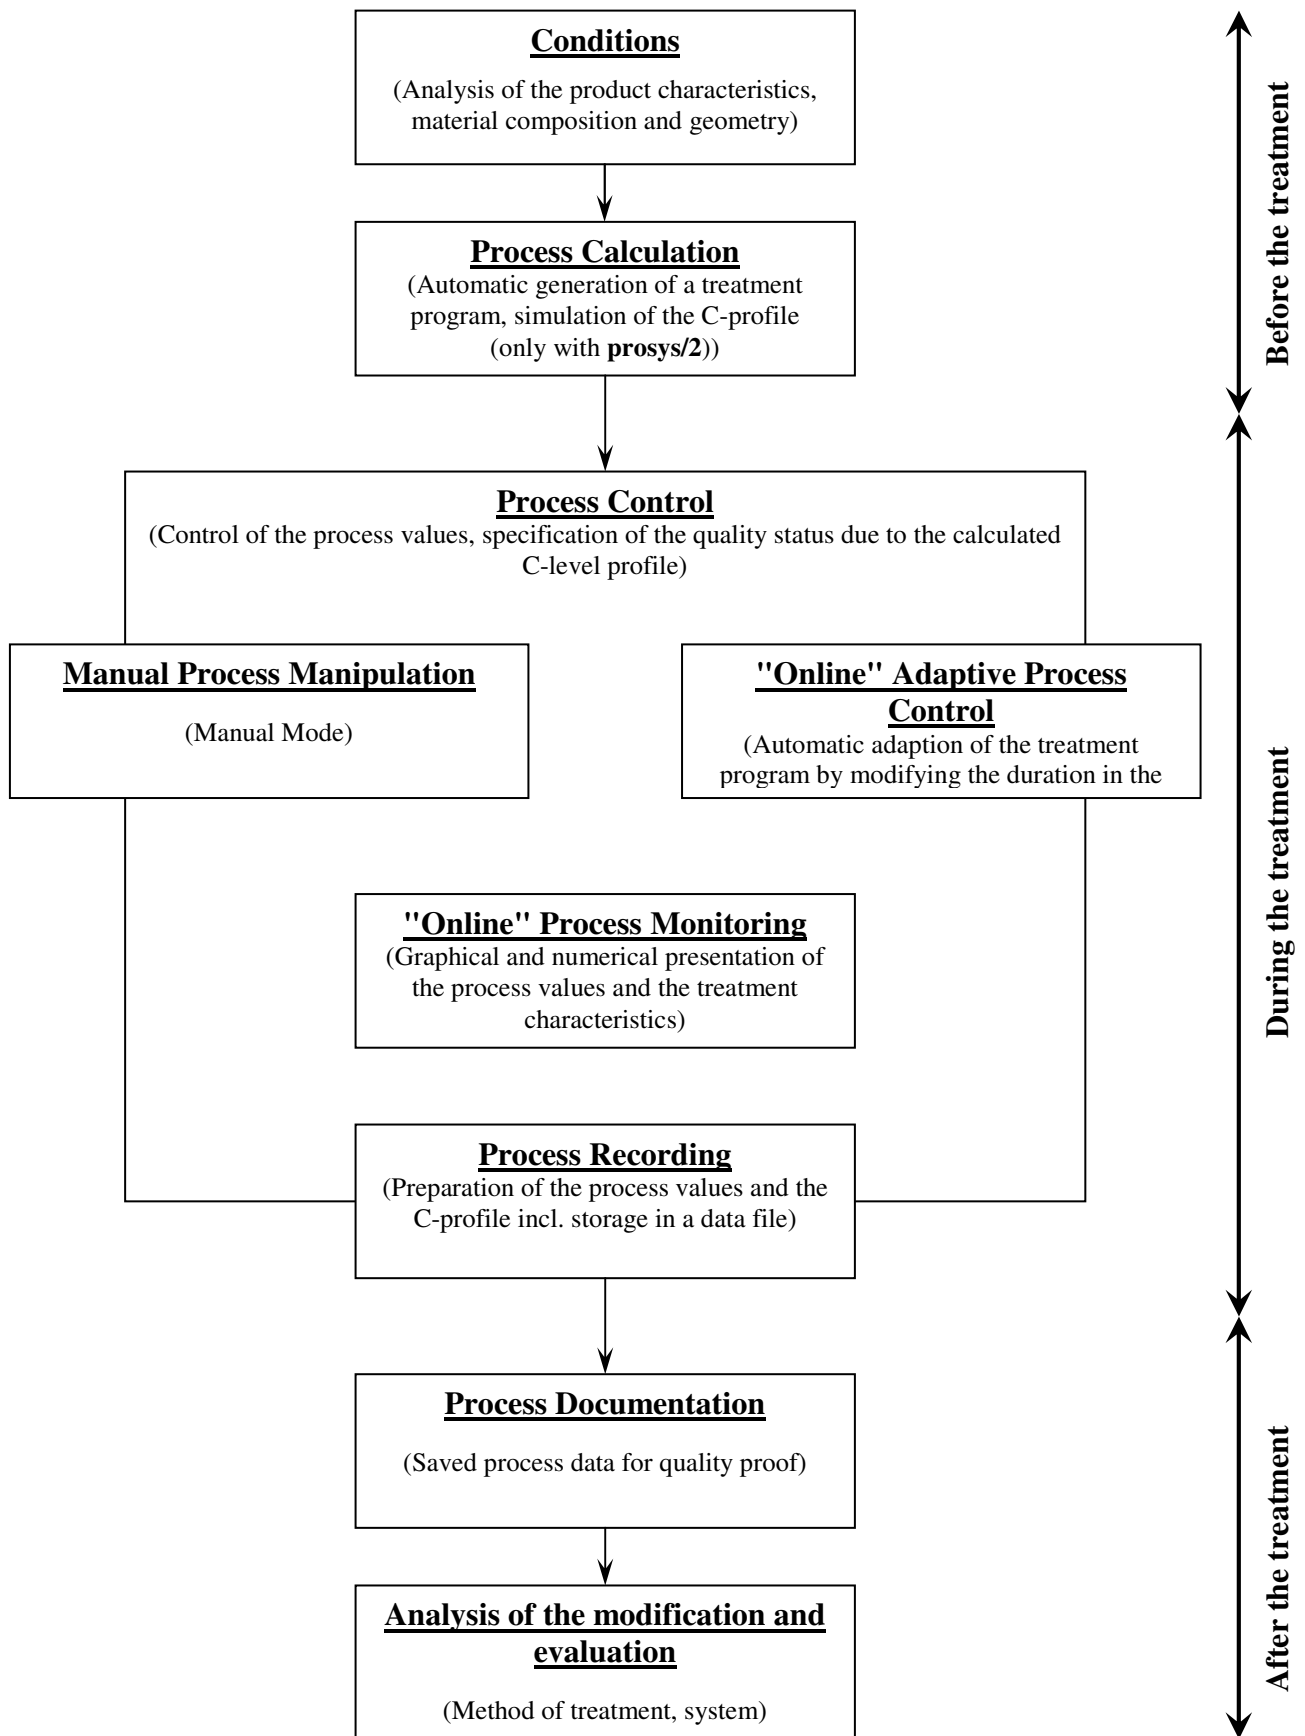 Conditions
(Analysis of the product characteristics,
material composition and geometry)
Process Calculation
(Automatic generation of a treatment
program, simulation of the C-profile
(only with prosys/2))
Before the treatment
Process Control
(Control of the process values, specification of the quality status due to the calculated
C-level profile)
Manual Process Manipulation
(Manual Mode)
"Online" Adaptive Process
Control
(Automatic adaption of the treatment
program by modifying the duration in the
"Online" Process Monitoring
(Graphical and numerical presentation of
the process values and the treatment
characteristics)
During the treatment
Process Recording
(Preparation of the process values and the
C-profile incl. storage in a data file)
Process Documentation
(Saved process data for quality proof)
Analysis of the modification and
evaluation
(Method of treatment, system)
After the treatment